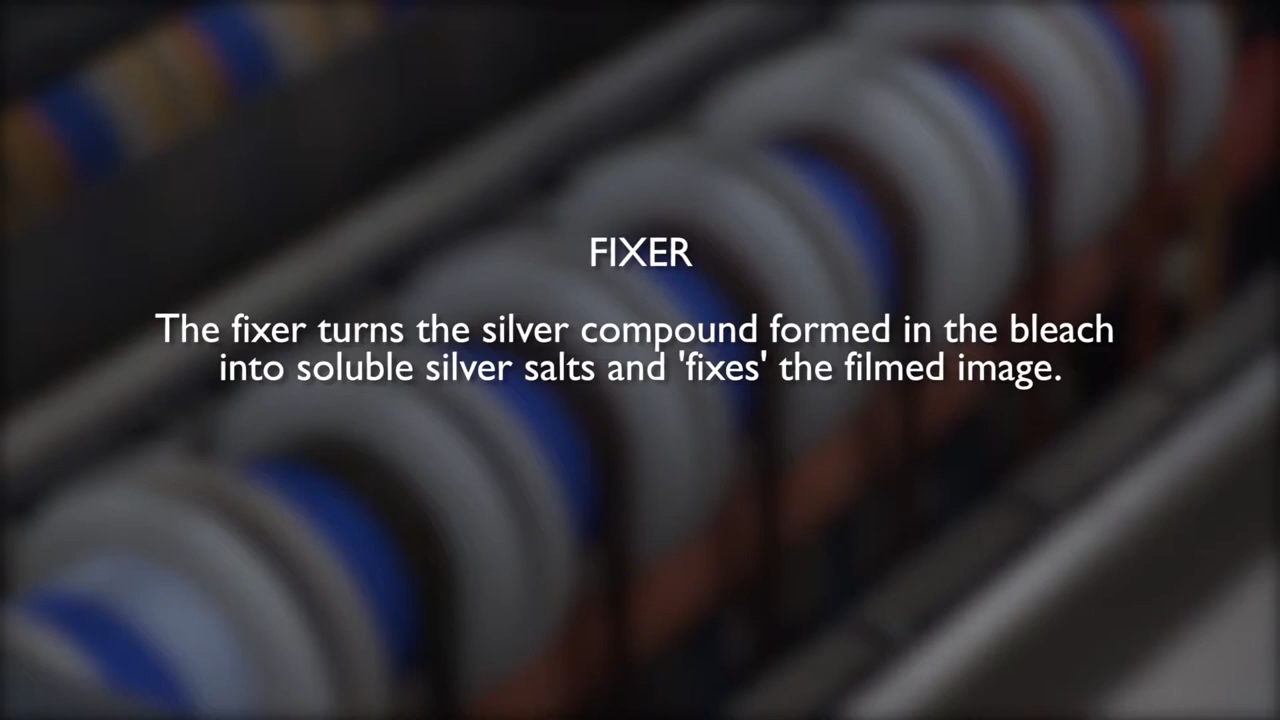 FIXER
The fixer turns the silver compound formed in the bleach
into soluble silver salts and 'fixes' the filmed image.